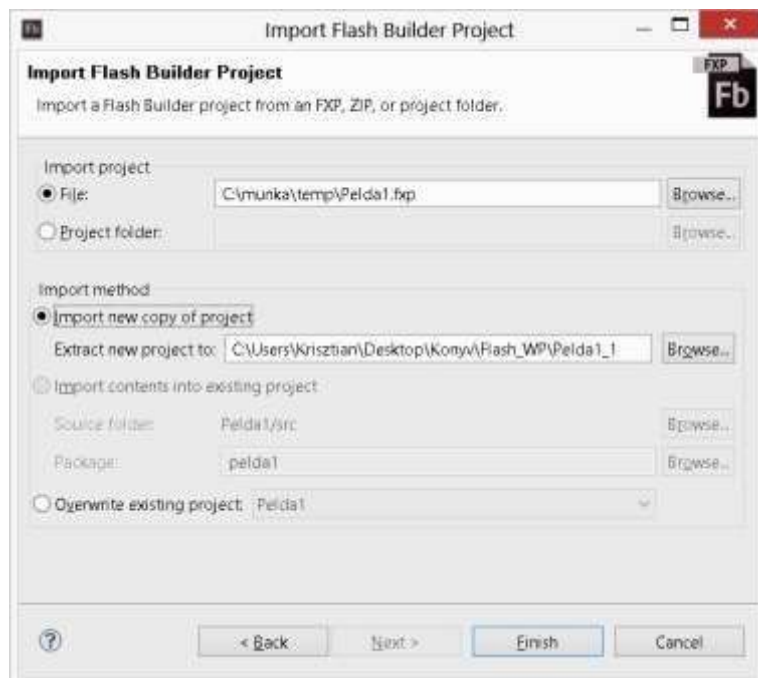 Fb Import Flash Builder Project
Import Flash Builder Project
Import a Flash Builder project from an FXP, ZIP, or project folder.
FXP
Fb
Import project
File: C:\munka\temp\Pelda1.fxp Browse...
Project folder: Browse...
Import method
Import new copy of project
Extract new project to: C:\Users\Krisztian\Desktop\Konyv\Flash_WP\Pelda1_1 Browse...
Import contents into existing project
Source folder: Pelda1/src Browse...
Package: pelda1 Browse...
Overwrite existing project: Pelda1
? < Back Next > Finish Cancel